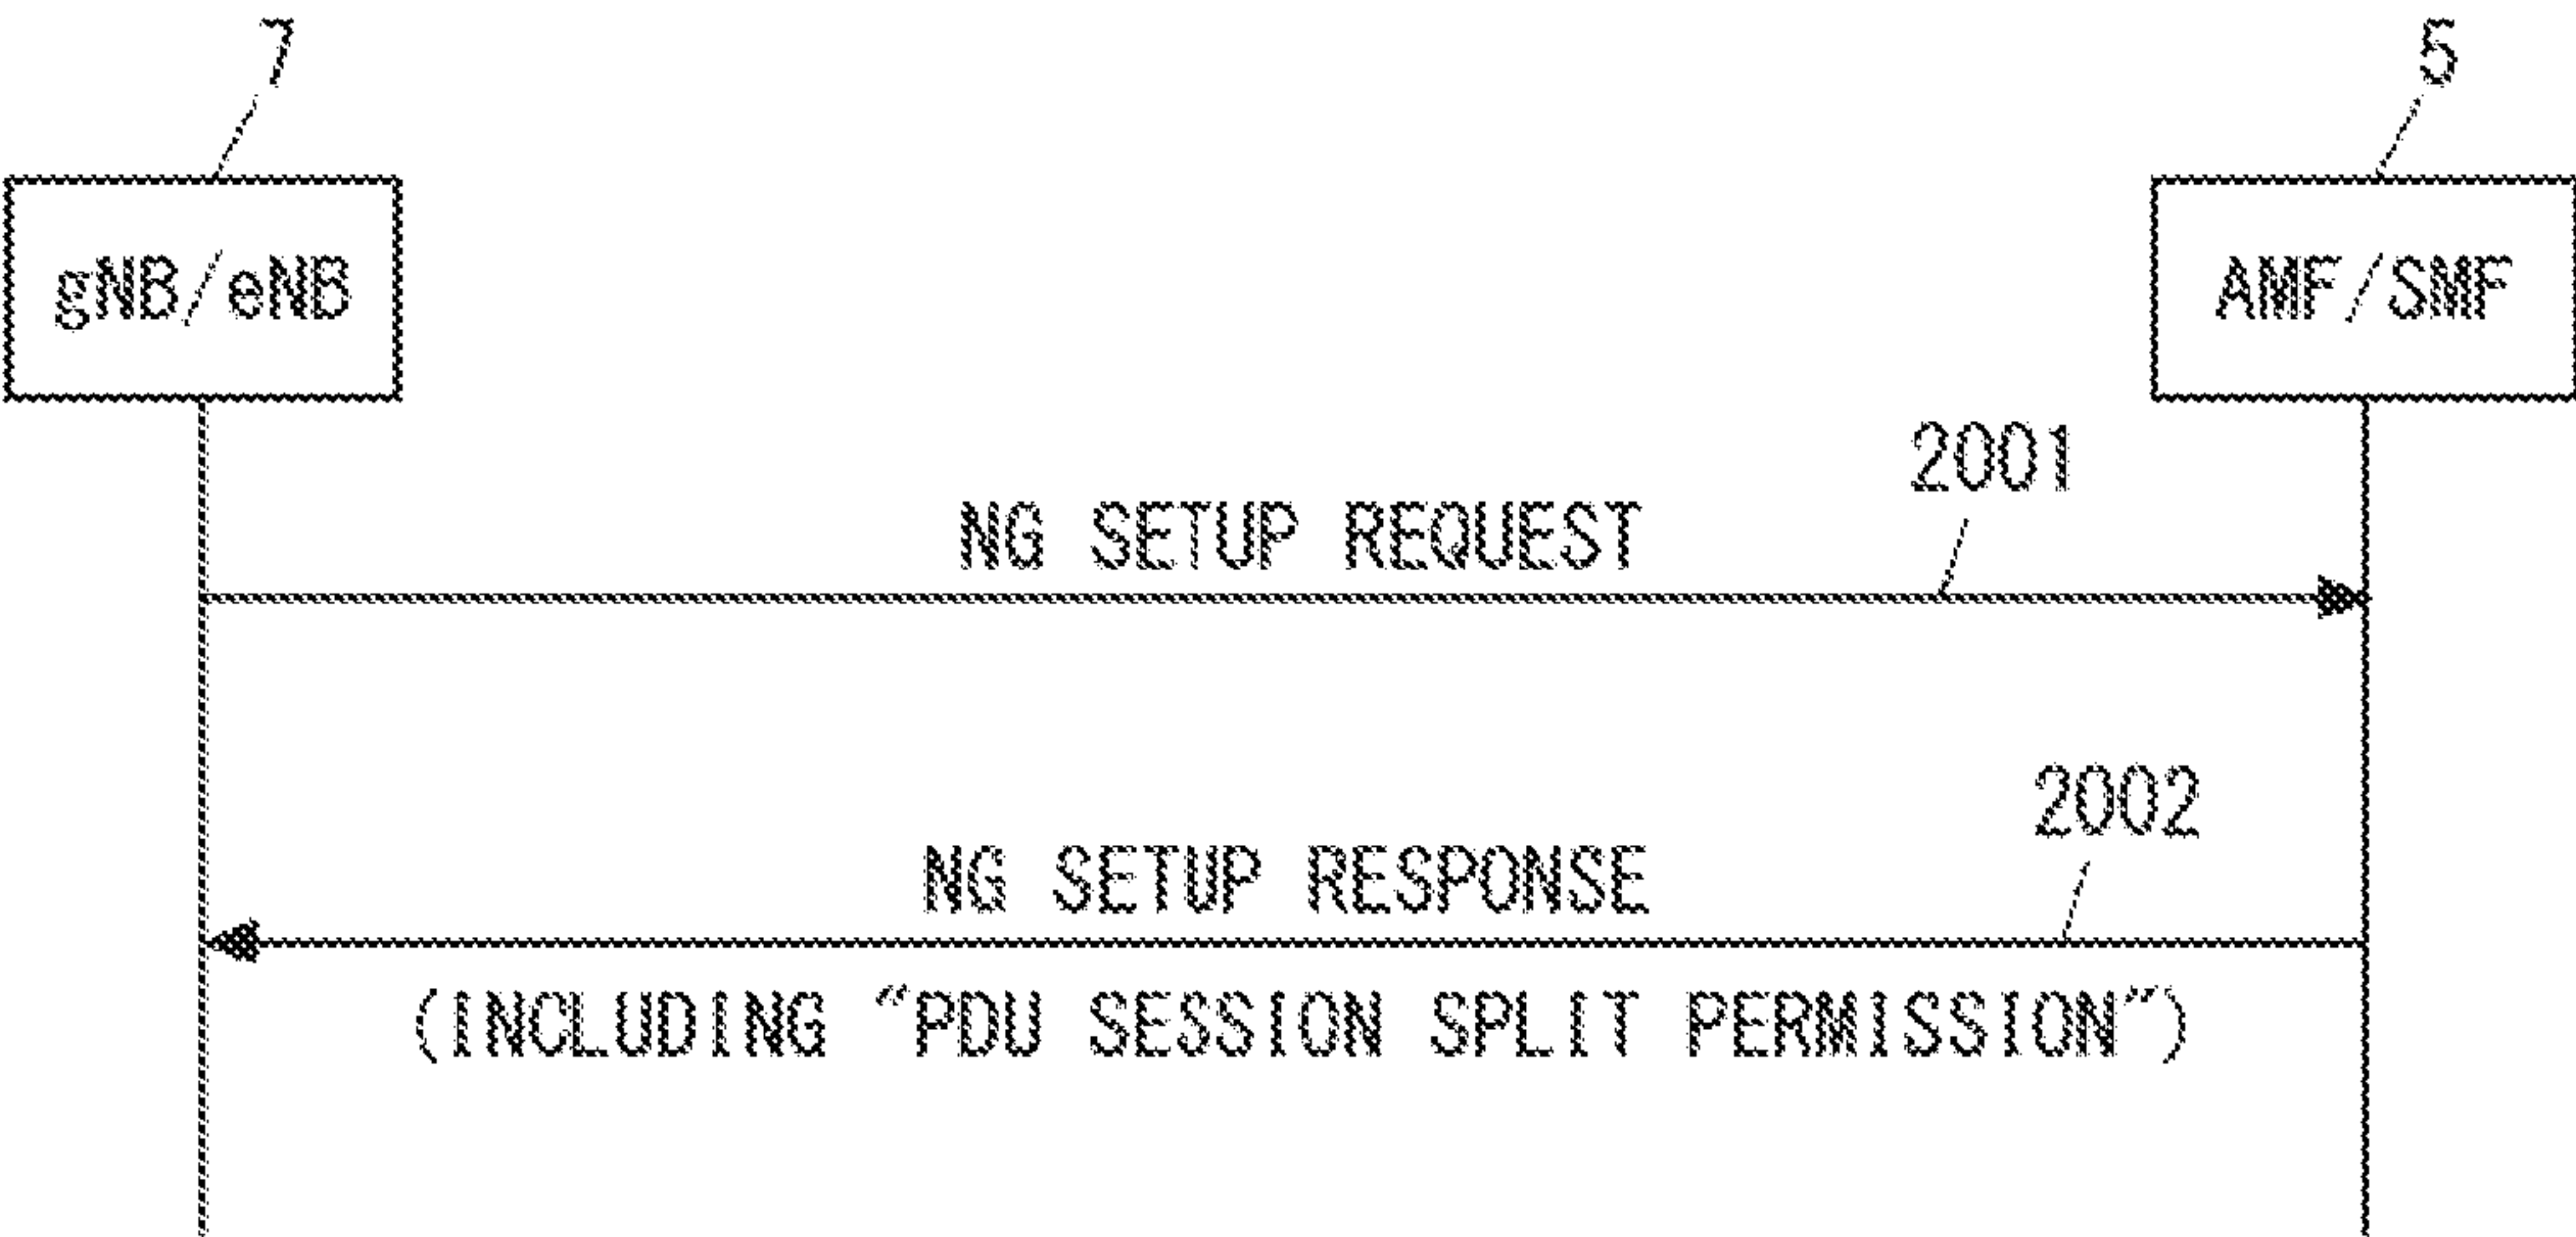 7
5
gNB/eNB
AMF/SMF
2001
NG SETUP REQUEST
2002
NG SETUP RESPONSE
(INCLUDING "PDU SESSION SPLIT PERMISSION")